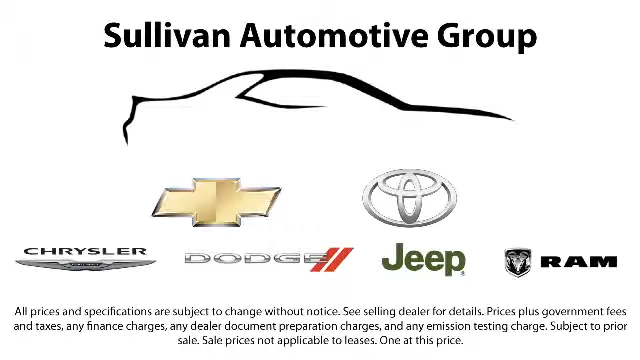 Sullivan Automotive Group
CHRYSLER
DODGE
Jeep
RAM
All prices and specifications are subject to change without notice. See selling dealer for details. Prices plus government fees
and taxes, any finance charges, any dealer document preparation charges, and any emission testing charge. Subject to prior
sale. Sale prices not applicable to leases. One at this price.